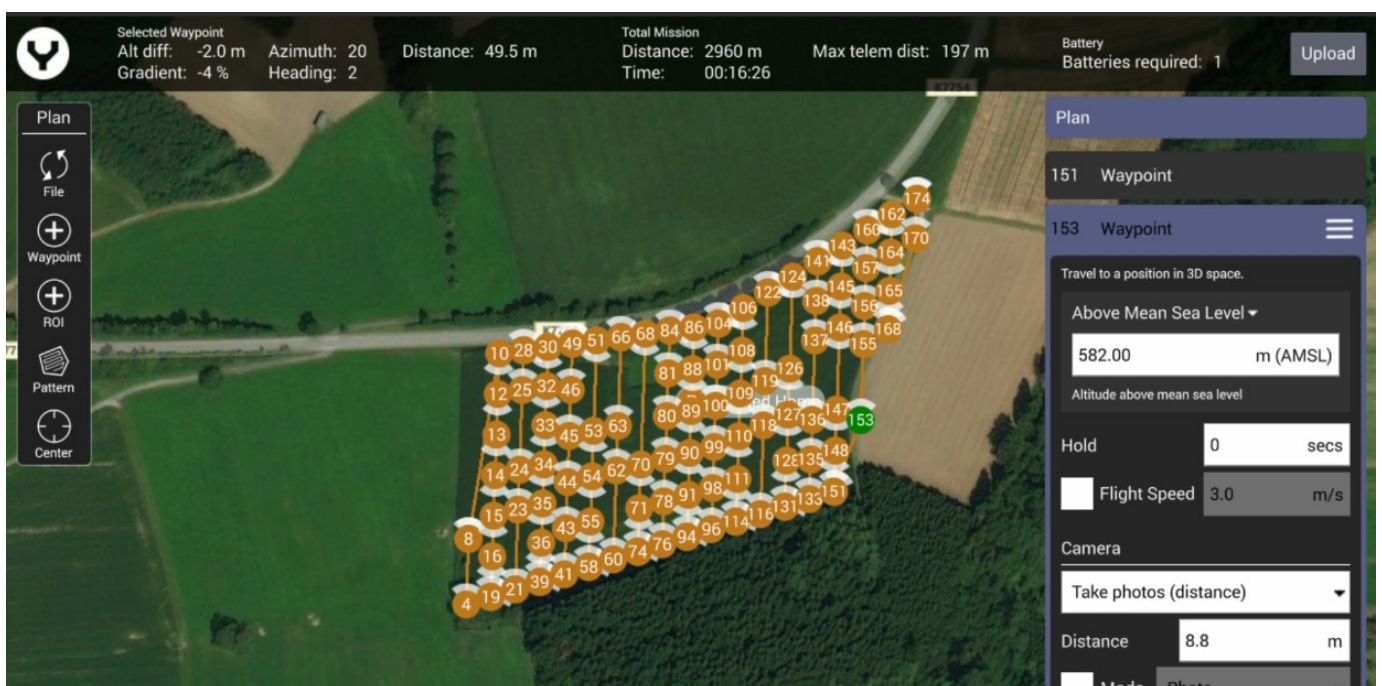 Selected Waypoint
Alt diff: -2.0 m
Azimuth: 20
Distance: 49.5 m
Gradient: -4 %
Heading: 2
Total Mission
Distance: 2960 m
Max telem dist: 197 m
Time: 00:16:26
Battery
Batteries required: 1
Upload
Plan
File
Waypoint
ROI
Pattern
Center
K7754
174
162
160
170
143
164
141
157
124
165
122
145
138
156
106
168
104
146
86
137
155
84
68
66
51
49
30
28
10
108
101
126
88
119
81
46
32
25
12
109
147
100
127
136
153
89
118
80
63
53
33
45
13
110
99
148
90
135
128
79
70
62
54
44
34
24
14
111
151
98
133
91
131
78
116
71
114
55
96
43
94
35
76
23
74
15
60
36
58
16
41
8
39
21
19
4
Plan
151 Waypoint
153 Waypoint
Travel to a position in 3D space.
Above Mean Sea Level
582.00 m (AMSL)
Altitude above mean sea level
Hold 0 secs
Flight Speed 3.0 m/s
Camera
Take photos (distance)
Distance 8.8 m
Mode Photo